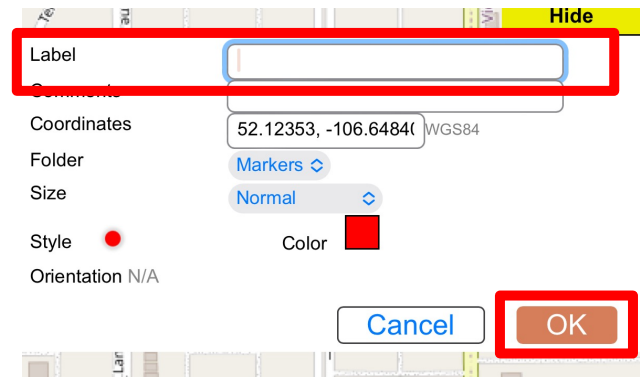 Hide
Label
Comments
Coordinates 52.12353, -106.6484( WGS84
Folder Markers
Size Normal
Style Color
Orientation N/A
Cancel OK